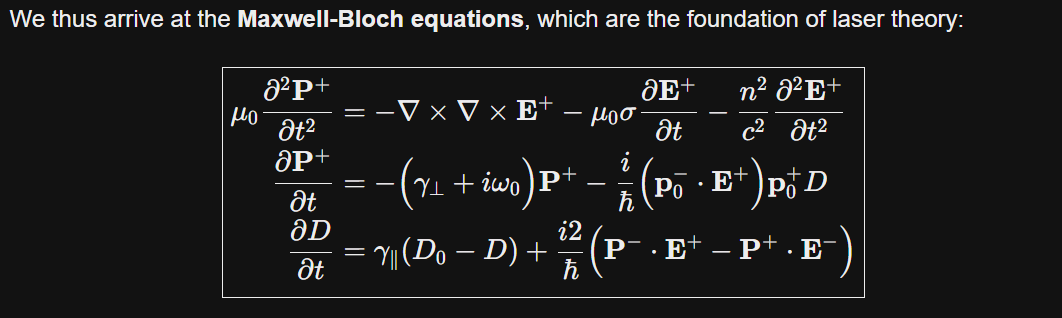 We thus arrive at the Maxwell-Bloch equations, which are the foundation of laser theory:
μ₀ ∂²P⁺/∂t² = −∇ × ∇ × E⁺ − μ₀σ ∂E⁺/∂t − n²/c² ∂²E⁺/∂t²
∂P⁺/∂t = −(γ⊥ + iω₀)P⁺ − i/ℏ (p₀⁻ · E⁺)p₀⁺D
∂D/∂t = γ∥(D₀ − D) + i2/ℏ (P⁻ · E⁺ − P⁺ · E⁻)